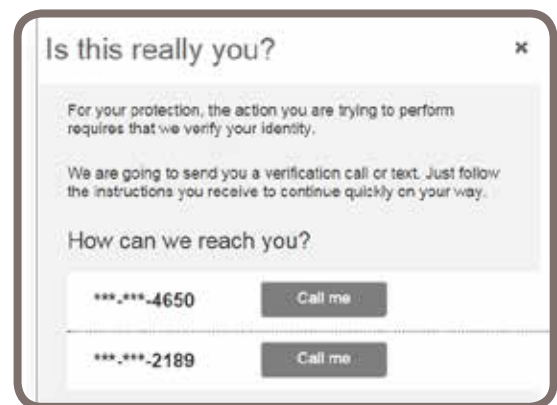 Is this really you?
×
For your protection, the action you are trying to perform
requires that we verify your identity.
We are going to send you a verification call or text. Just follow
the instructions you receive to continue quickly on your way.
How can we reach you?
***-***-4650 Call me
***-***-2189 Call me